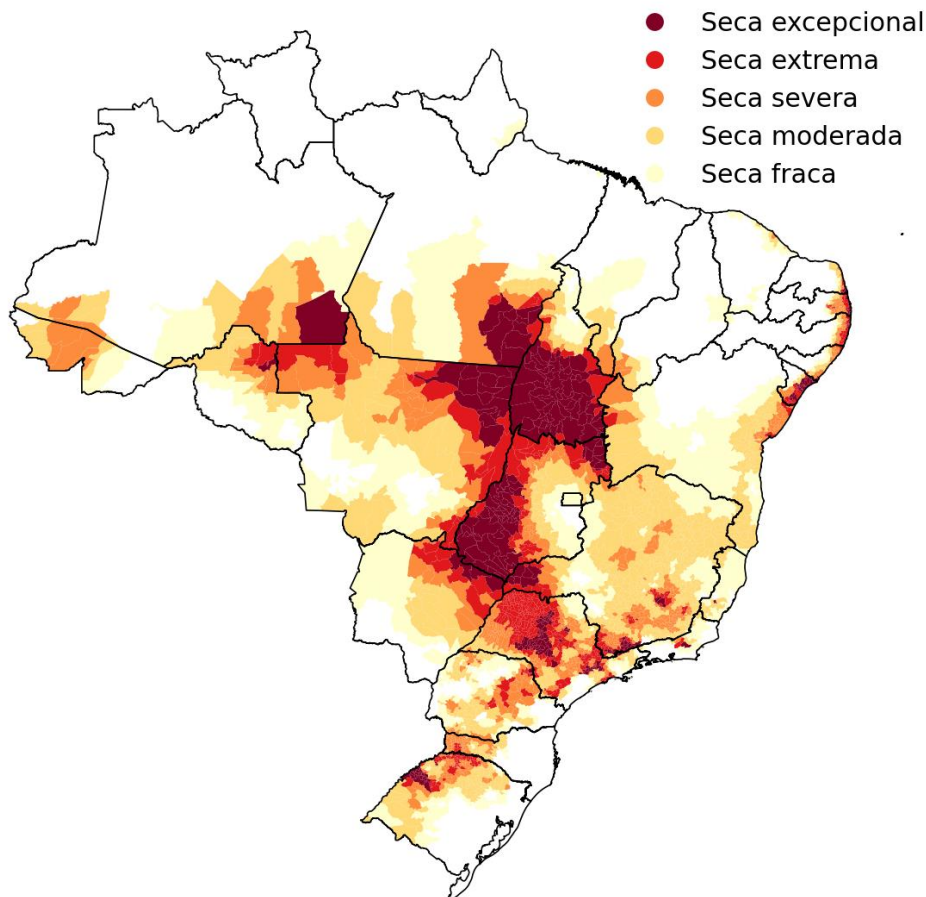 Seca excepcional
Seca extrema
Seca severa
Seca moderada
Seca fraca